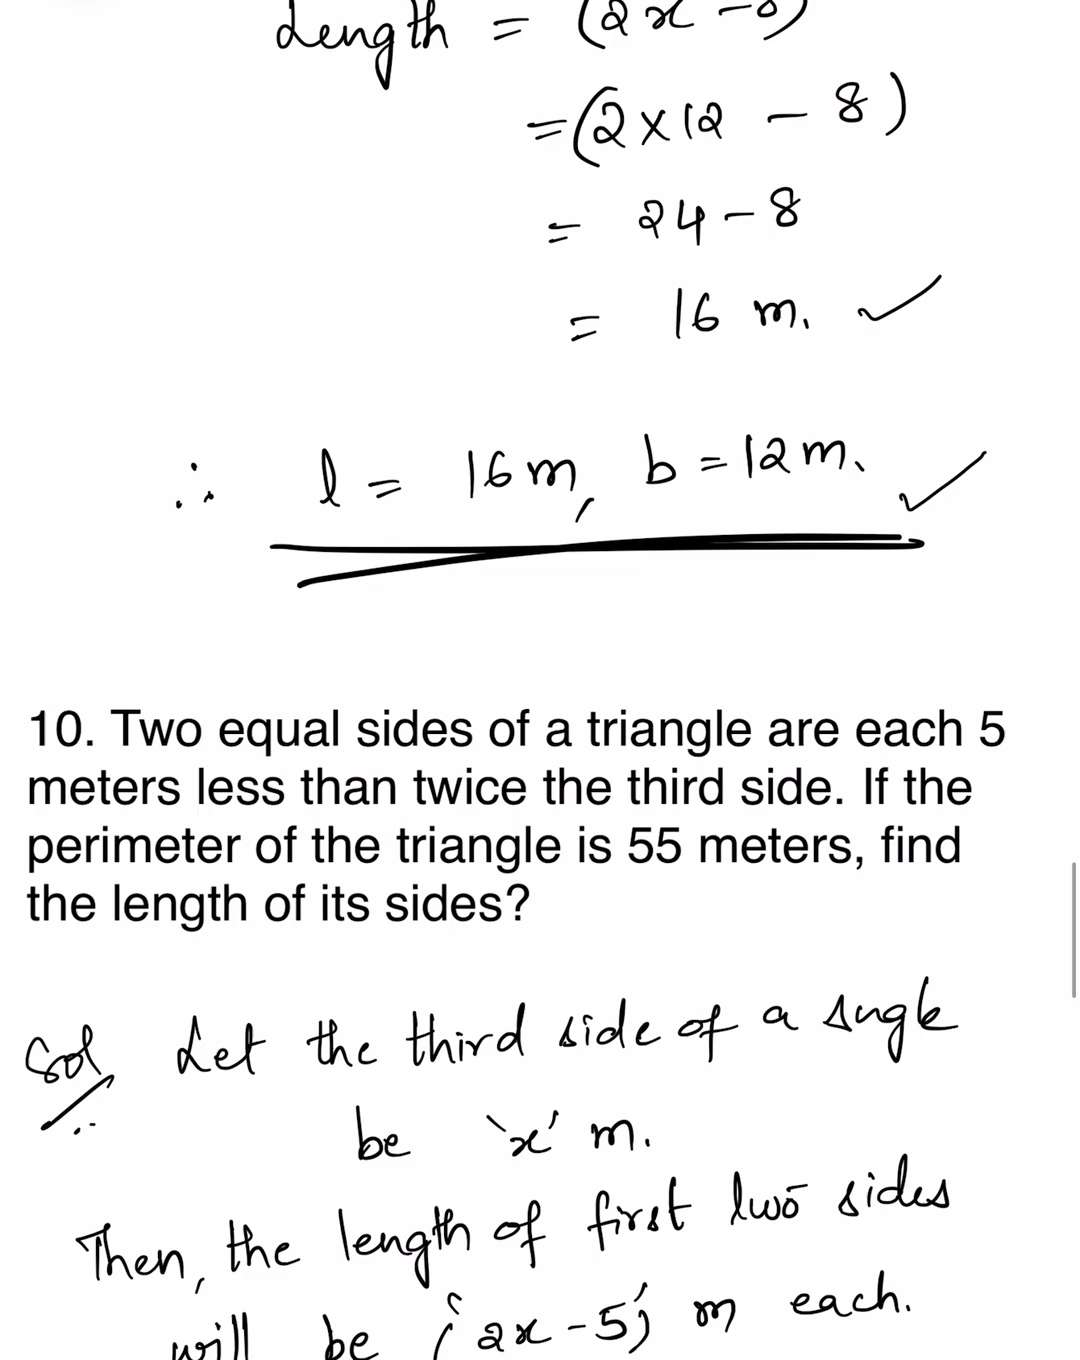 Length = (2x -8)
=(2×12 - 8)
= 24-8
= 16 m.
∴ l = 16m, b = 12m.
10. Two equal sides of a triangle are each 5
meters less than twice the third side. If the
perimeter of the triangle is 55 meters, find
the length of its sides?
Sol Let the third side of a
be 'x' m.
Then, the length of first two sides
will be (2x-5) m each.